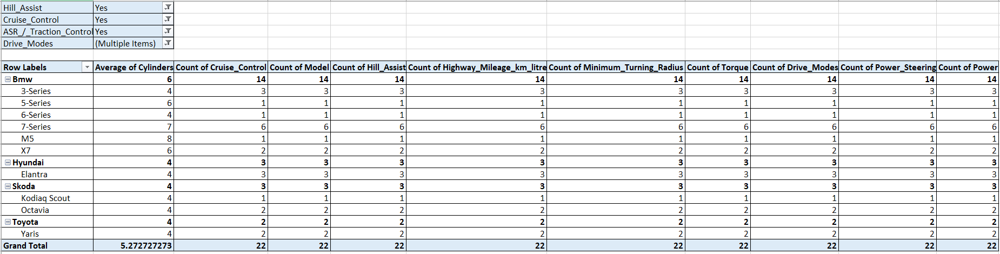 Hill_Assist Yes
Cruise_Control Yes
ASR_/_Traction_Control Yes
Drive_Modes (Multiple Items)
Row Labels Average of Cylinders Count of Cruise_Control Count of Model Count of Hill_Assist Count of Highway_Mileage_km_litre Count of Minimum_Turning_Radius Count of Torque Count of Drive_Modes Count of Power_Steering Count of Power
Bmw 6 14 14 14 14 14 14 14 14 14
3-Series 4 3 3 3 3 3 3 3 3 3
5-Series 6 1 1 1 1 1 1 1 1 1
6-Series 4 1 1 1 1 1 1 1 1 1
7-Series 7 6 6 6 6 6 6 6 6 6
M5 8 1 1 1 1 1 1 1 1 1
X7 6 2 2 2 2 2 2 2 2 2
Hyundai 4 3 3 3 3 3 3 3 3 3
Elantra 4 3 3 3 3 3 3 3 3 3
Skoda 4 3 3 3 3 3 3 3 3 3
Kodiaq Scout 4 1 1 1 1 1 1 1 1 1
Octavia 4 2 2 2 2 2 2 2 2 2
Toyota 4 2 2 2 2 2 2 2 2 2
Yaris 4 2 2 2 2 2 2 2 2 2
Grand Total 5.272727273 22 22 22 22 22 22 22 22 22